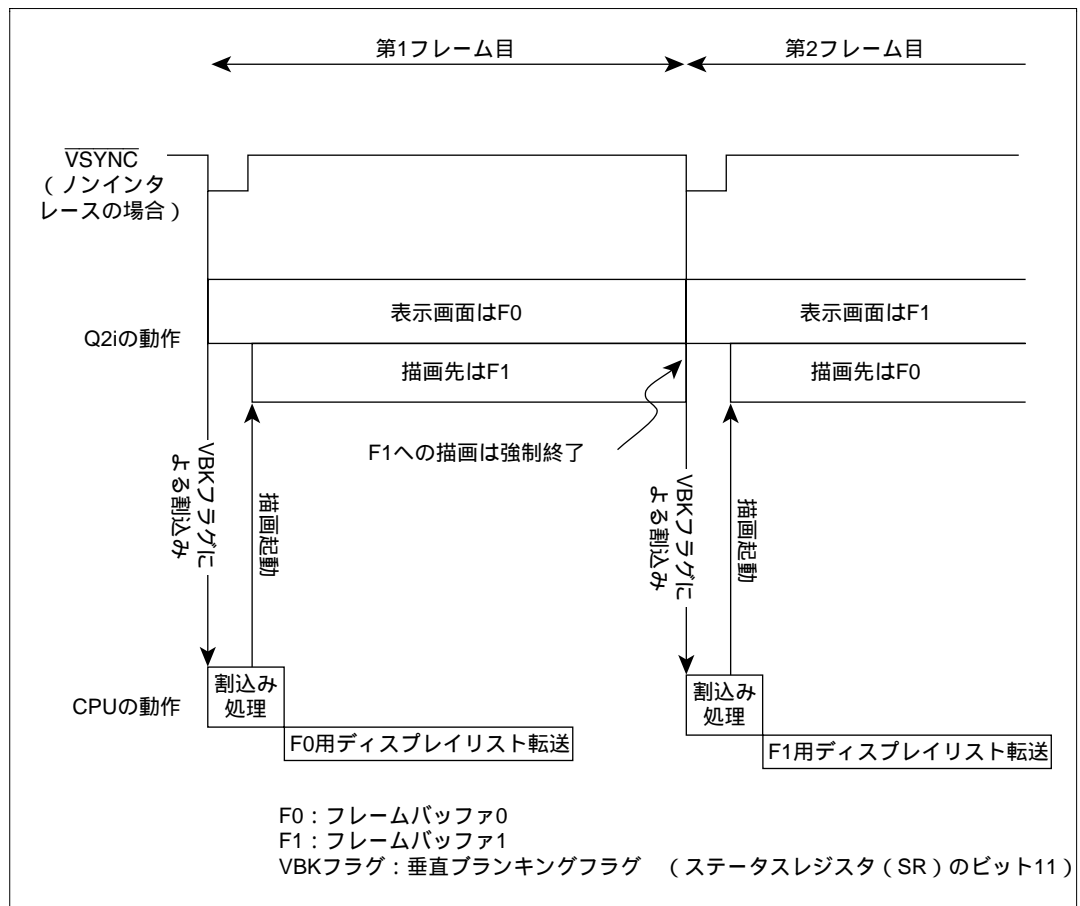 第1フレーム目
第2フレーム目
VSYNC
（ノンインタ
レースの場合）
表示画面はF0
表示画面はF1
Q2iの動作
描画先はF1
描画先はF0
F1への描画は強制終了
VBKフラグに
よる割込み
描画起動
VBKフラグに
よる割込み
描画起動
CPUの動作
割込み
処理
割込み
処理
F0用ディスプレイリスト転送
F1用ディスプレイリスト転送
F0：フレームバッファ0
F1：フレームバッファ1
VBKフラグ：垂直ブランキングフラグ　（ステータスレジスタ（SR）のビット11）